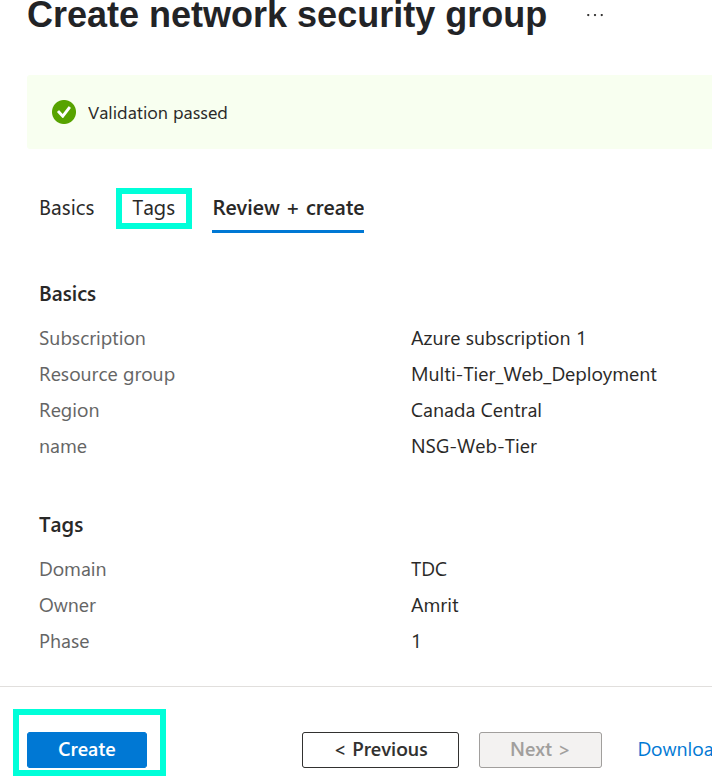 Create network security group ...
Validation passed
Basics Tags Review + create
Basics
Subscription Azure subscription 1
Resource group Multi-Tier_Web_Deployment
Region Canada Central
name NSG-Web-Tier
Tags
Domain TDC
Owner Amrit
Phase 1
Create < Previous Next > Downloa